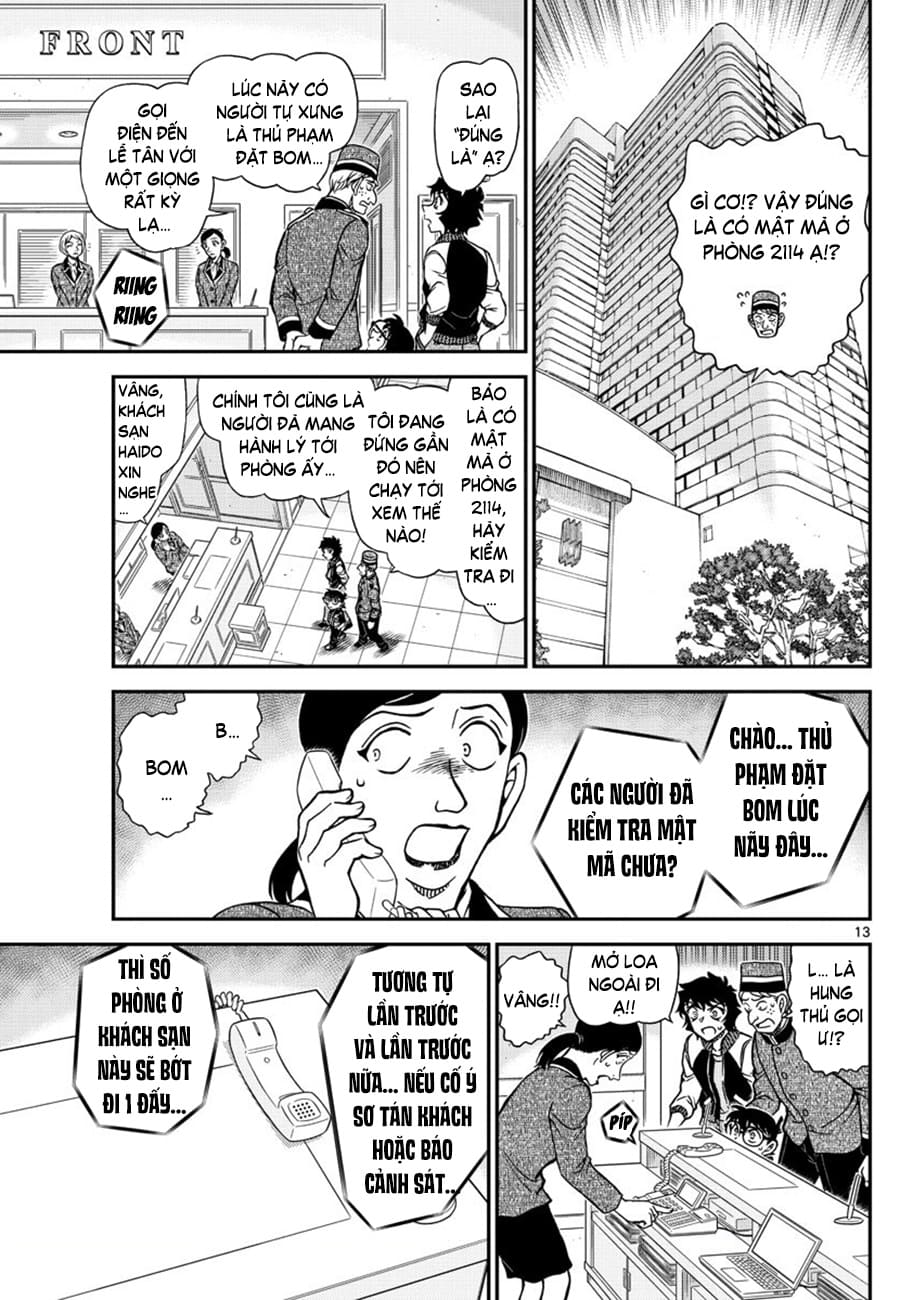 GÌ CƠ!? VẬY ĐÚNG
LÀ CÓ MẬT MÃ Ở
PHÒNG 2114 Ạ!?
FRONT
SAO
LẠI
"ĐÚNG
LÀ" Ạ?
LÚC NÃY CÓ
NGƯỜI TỰ XƯNG
LÀ THỦ PHẠM
ĐẶT BOM...
GỌI
ĐIỆN ĐẾN
LỄ TÂN VỚI
MỘT GIỌNG
RẤT KỲ
LẠ...
RIING
RIING
BẢO
LÀ CÓ
MẬT
MÃ Ở
PHÒNG
2114,
HÃY
KIỂM
TRA ĐI
...
TÔI ĐANG
ĐỨNG GẦN
ĐÓ NÊN
CHẠY TỚI
XEM THẾ
NÀO!
CHÍNH TÔI CŨNG LÀ
NGƯỜI ĐÃ MANG
HÀNH LÝ TỚI
PHÒNG ẤY...
VÂNG,
KHÁCH
SẠN
HAIDO
XIN
NGHE
...
CHÀO... THỦ
PHẠM ĐẶT
BOM LÚC
NÃY ĐÂY...
CÁC NGƯỜI ĐÃ
KIỂM TRA MẬT
MÃ CHƯA?
B...
BOM
...
13
L... LÀ
HUNG
THỦ GỌI
Ư!?
MỞ LOA
NGOÀI ĐI
Ạ!!
VÂNG!!
PÍP
TƯƠNG TỰ
LẦN TRƯỚC
VÀ LẦN TRƯỚC
NỮA... NẾU CỐ Ý
SƠ TÁN KHÁCH
HOẶC BÁO
CẢNH SÁT...
THÌ SỐ
PHÒNG Ở
KHÁCH SẠN
NÀY SẼ BỚT
ĐI 1 ĐẤY...